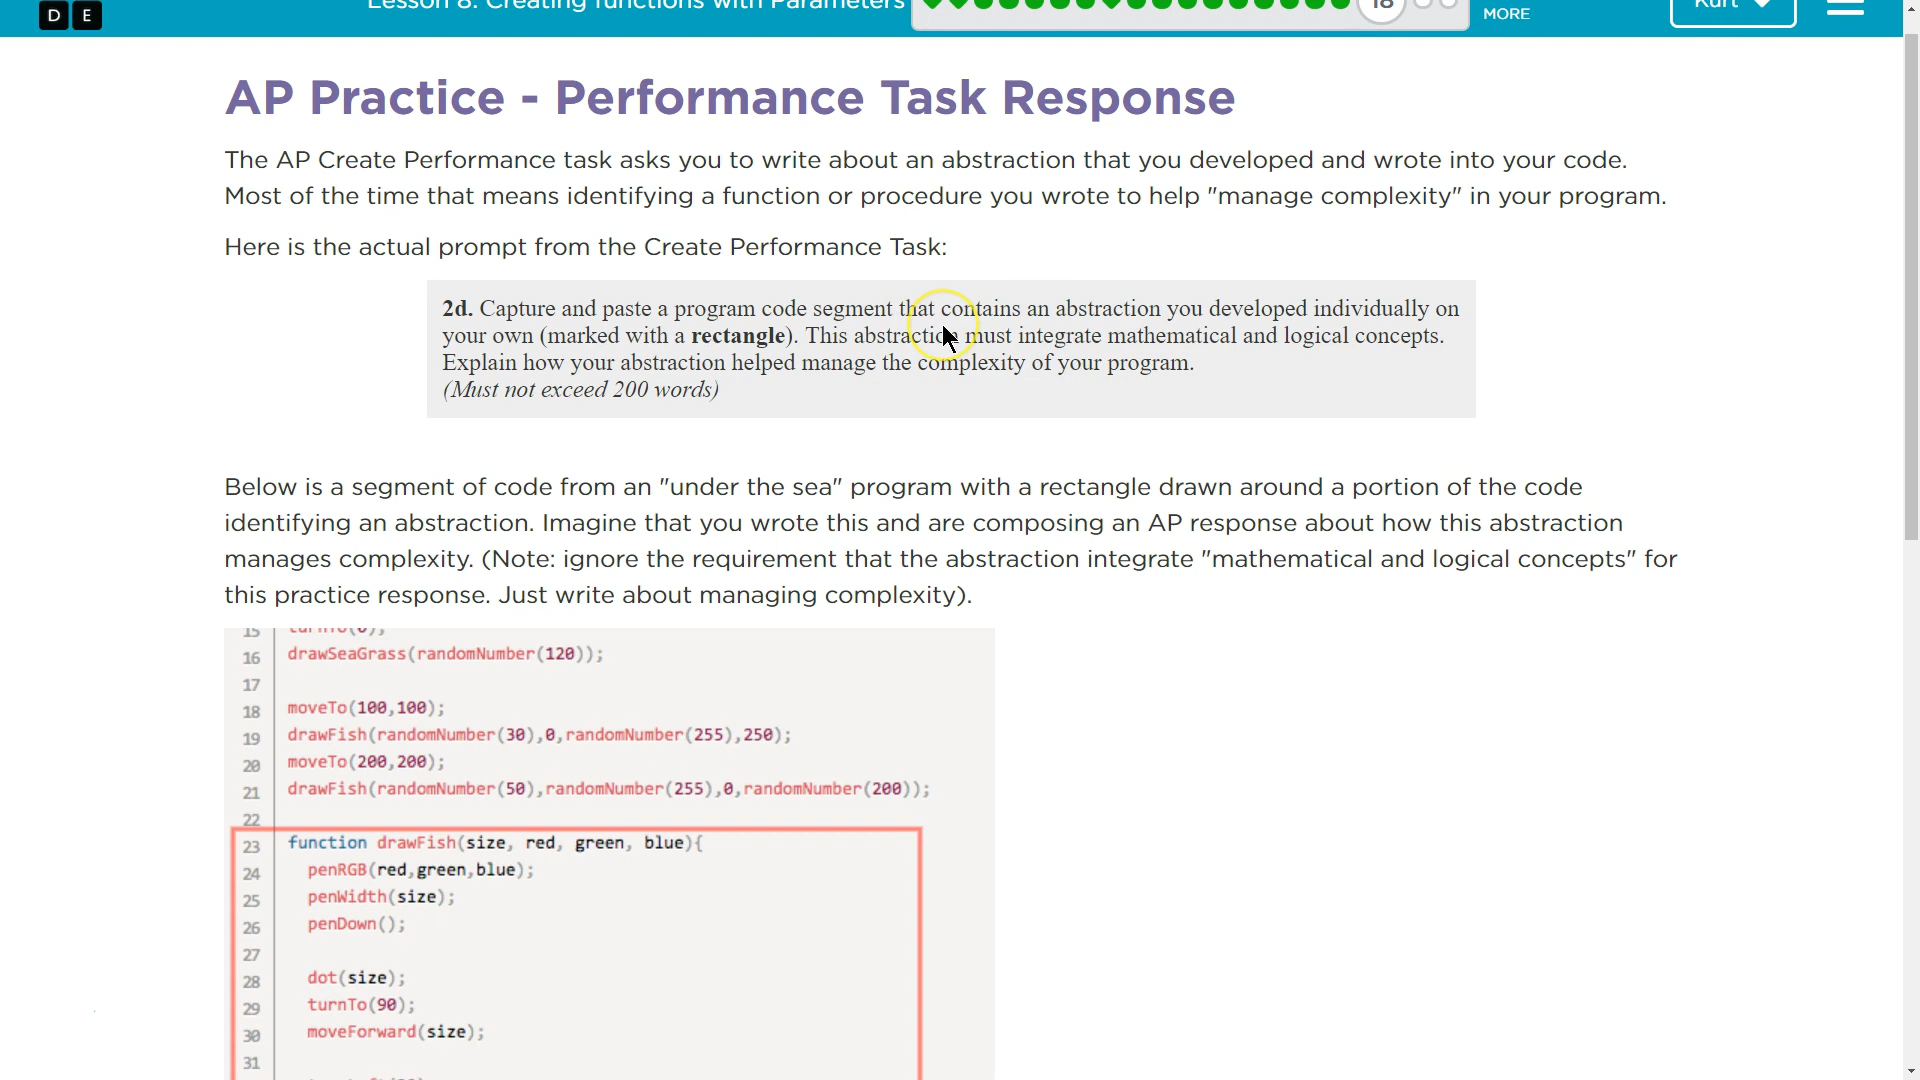 D E
Lesson 8: Creating functions with Parameters
18
MORE
Kurt
AP Practice - Performance Task Response
The AP Create Performance task asks you to write about an abstraction that you developed and wrote into your code.
Most of the time that means identifying a function or procedure you wrote to help "manage complexity" in your program.
Here is the actual prompt from the Create Performance Task:
2d. Capture and paste a program code segment that contains an abstraction you developed individually on
your own (marked with a rectangle). This abstraction must integrate mathematical and logical concepts.
Explain how your abstraction helped manage the complexity of your program.
(Must not exceed 200 words)
Below is a segment of code from an "under the sea" program with a rectangle drawn around a portion of the code
identifying an abstraction. Imagine that you wrote this and are composing an AP response about how this abstraction
manages complexity. (Note: ignore the requirement that the abstraction integrate "mathematical and logical concepts" for
this practice response. Just write about managing complexity).
15 turnTo(0);
16 drawSeaGrass(randomNumber(120));
17
18 moveTo(100,100);
19 drawFish(randomNumber(30),0,randomNumber(255),250);
20 moveTo(200,200);
21 drawFish(randomNumber(50),randomNumber(255),0,randomNumber(200));
22
23 function drawFish(size, red, green, blue){
24 penRGB(red,green,blue);
25 penWidth(size);
26 penDown();
27
28 dot(size);
29 turnTo(90);
30 moveForward(size);
31